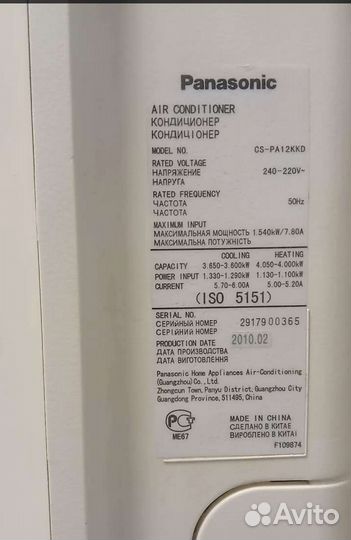 Panasonic
AIR CONDITIONER
КОНДИЦИОНЕР
КОНДИЦІОНЕР
MODEL NO. CS-PA12KKD
RATED VOLTAGE
НАПРЯЖЕНИЕ 240-220V~
НАПРУГА
RATED FREQUENCY
ЧАСТОТА 50Hz
ЧАСТОТА
MAXIMUM INPUT
МАКСИМАЛЬНАЯ МОЩНОСТЬ 1.540kW/7.80A
МАКСИМАЛЬНА ПОТУЖНІСТЬ
COOLING HEATING
CAPACITY 3.650-3.600kW 4.050-4.000kW
POWER INPUT 1.330-1.290kW 1.130-1.100kW
CURRENT 5.70-6.00A 5.00-5.20A
(ISO 5151)
SERIAL NO.
СЕРИЙНЫЙ НОМЕР 2917900365
СЕРІЙНИЙ НОМЕР
PRODUCTION DATE 2010.02
ДАТА ПРОИЗВОДСТВА
ДАТА ВИГОТОВЛЕННЯ
Panasonic Home Appliances Air-Conditioning
(Guangzhou) Co., Ltd.
Zhongcun Town, Panyu District, Guangzhou City
Guangdong Province, 511495, China
ME67
MADE IN CHINA
СДЕЛАНО В КИТАЕ
ВИРОБЛЕНО В КИТАЇ
F109874
Avito